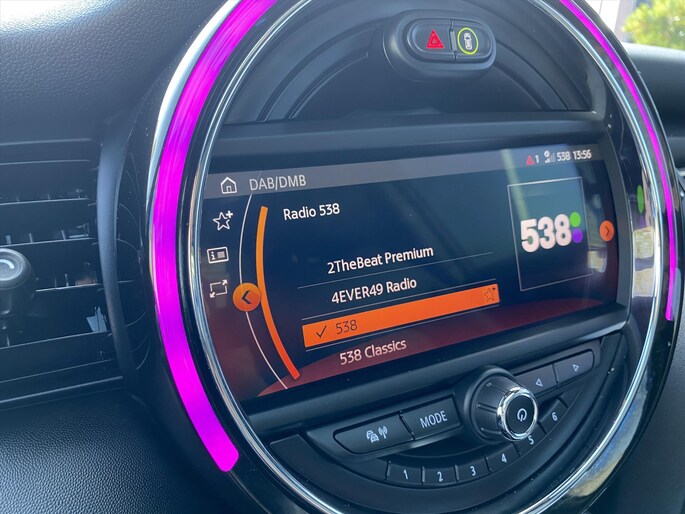 1 538 13:56
DAB/DMB
Radio 538
538
2TheBeat Premium
4EVER49 Radio
538
538 Classics
MODE
1 2 3 4 5 6